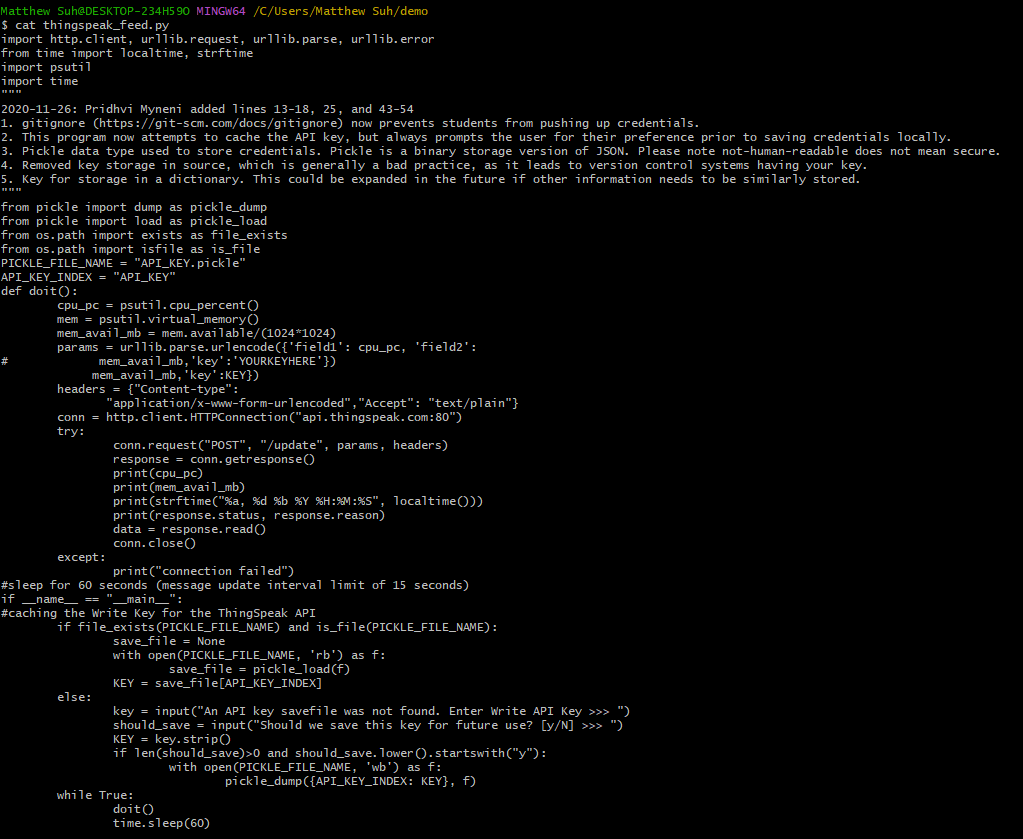 Matthew Suh@DESKTOP-234H59O MINGW64 /C/Users/Matthew Suh/demo
$ cat thingspeak_feed.py
import http.client, urllib.request, urllib.parse, urllib.error
from time import localtime, strftime
import psutil
import time
"""
2020-11-26: Pridhvi Myneni added lines 13-18, 25, and 43-54
1. gitignore (https://git-scm.com/docs/gitignore) now prevents students from pushing up credentials.
2. This program now attempts to cache the API key, but always prompts the user for their preference prior to saving credentials locally.
3. Pickle data type used to store credentials. Pickle is a binary storage version of JSON. Please note not-human-readable does not mean secure.
4. Removed key storage in source, which is generally a bad practice, as it leads to version control systems having your key.
5. Key for storage in a dictionary. This could be expanded in the future if other information needs to be similarly stored.
"""
from pickle import dump as pickle_dump
from pickle import load as pickle_load
from os.path import exists as file_exists
from os.path import isfile as is_file
PICKLE_FILE_NAME = "API_KEY.pickle"
API_KEY_INDEX = "API_KEY"
def doit():
        cpu_pc = psutil.cpu_percent()
        mem = psutil.virtual_memory()
        mem_avail_mb = mem.available/(1024*1024)
        params = urllib.parse.urlencode({'field1': cpu_pc, 'field2':
#             mem_avail_mb,'key':'YOURKEYHERE'})
             mem_avail_mb,'key':KEY})
        headers = {"Content-type":
               "application/x-www-form-urlencoded","Accept": "text/plain"}
        conn = http.client.HTTPConnection("api.thingspeak.com:80")
        try:
                conn.request("POST", "/update", params, headers)
                response = conn.getresponse()
                print(cpu_pc)
                print(mem_avail_mb)
                print(strftime("%a, %d %b %Y %H:%M:%S", localtime()))
                print(response.status, response.reason)
                data = response.read()
                conn.close()
        except:
                print("connection failed")
#sleep for 60 seconds (message update interval limit of 15 seconds)
if __name__ == "__main__":
#caching the Write Key for the ThingSpeak API
        if file_exists(PICKLE_FILE_NAME) and is_file(PICKLE_FILE_NAME):
                save_file = None
                with open(PICKLE_FILE_NAME, 'rb') as f:
                        save_file = pickle_load(f)
                KEY = save_file[API_KEY_INDEX]
        else:
                key = input("An API key savefile was not found. Enter Write API Key >>> ")
                should_save = input("Should we save this key for future use? [y/N] >>> ")
                KEY = key.strip()
                if len(should_save)>0 and should_save.lower().startswith("y"):
                        with open(PICKLE_FILE_NAME, 'wb') as f:
                                pickle_dump({API_KEY_INDEX: KEY}, f)
        while True:
                doit()
                time.sleep(60)